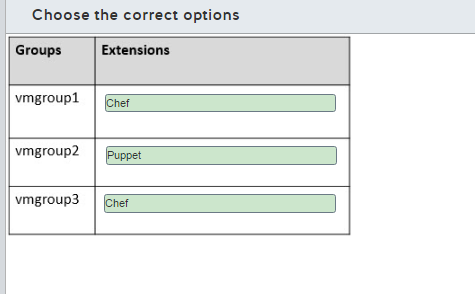 Choose the correct options
Groups Extensions
vmgroup1 Chef
vmgroup2 Puppet
vmgroup3 Chef